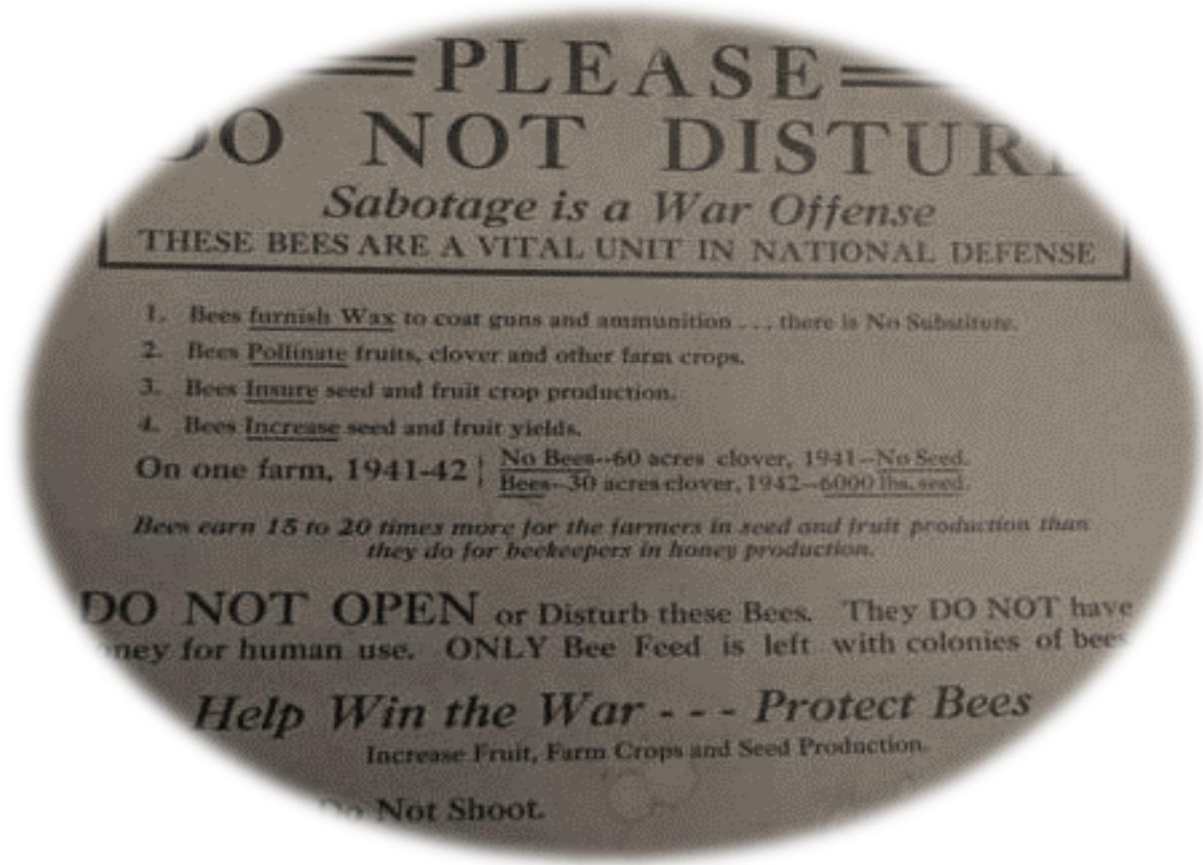 PLEASE
DO NOT DISTURB
Sabotage is a War Offense
THESE BEES ARE A VITAL UNIT IN NATIONAL DEFENSE
1. Bees furnish Wax to coat guns and ammunition . . . there is No Substitute.
2. Bees Pollinate fruits, clover and other farm crops.
3. Bees Insure seed and fruit crop production.
4. Bees Increase seed and fruit yields.
On one farm, 1941-42 } No Bees--60 acres clover, 1941--No Seed.
Bees--30 acres clover, 1942--6000 lbs. seed.
Bees earn 15 to 20 times more for the farmers in seed and fruit production than
they do for beekeepers in honey production.
DO NOT OPEN or Disturb these Bees. They DO NOT have
honey for human use. ONLY Bee Feed is left with colonies of bees
Help Win the War - - - Protect Bees
Increase Fruit, Farm Crops and Seed Production.
Do Not Shoot.